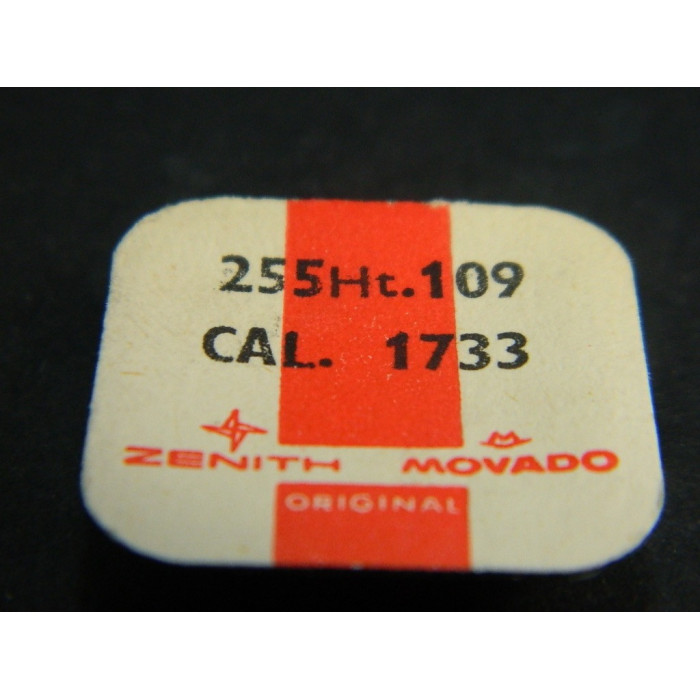 255Ht.109
CAL. 1733
ZENITH MOVADO
ORIGINAL